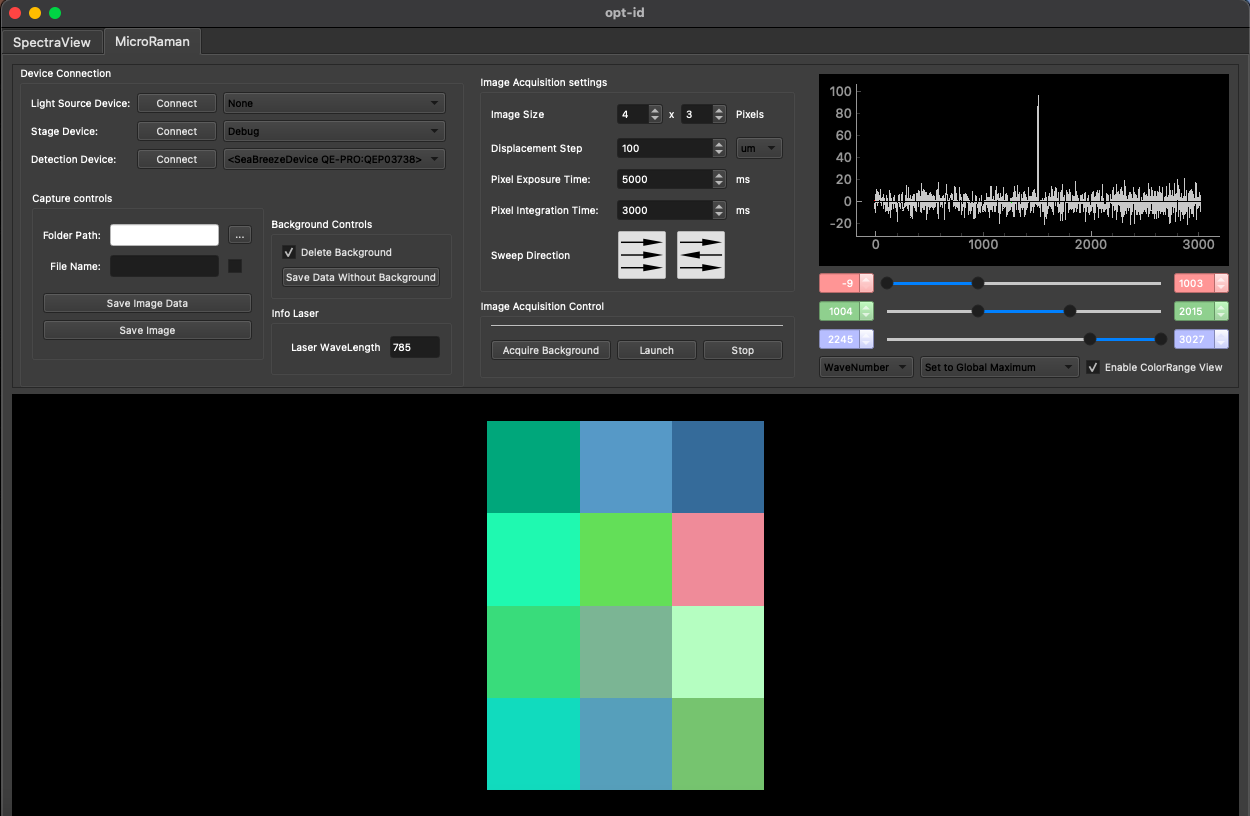 opt-id
SpectraView
MicroRaman
Device Connection
Light Source Device: Connect None
Stage Device: Connect Debug
Detection Device: Connect <SeaBreezeDevice QE-PRO:QEP03738>
Capture controls
Folder Path: ...
File Name:
Save Image Data
Save Image
Background Controls
Delete Background
Save Data Without Background
Info Laser
Laser WaveLength 785
Image Acquisition settings
Image Size 4 x 3 Pixels
Displacement Step 100 um
Pixel Exposure Time: 5000 ms
Pixel Integration Time: 3000 ms
Sweep Direction
Image Acquisition Control
Acquire Background Launch Stop
100
80
60
40
20
0
-20
0 1000 2000 3000
-9 1003
1004 2015
2245 3027
WaveNumber Set to Global Maximum Enable ColorRange View